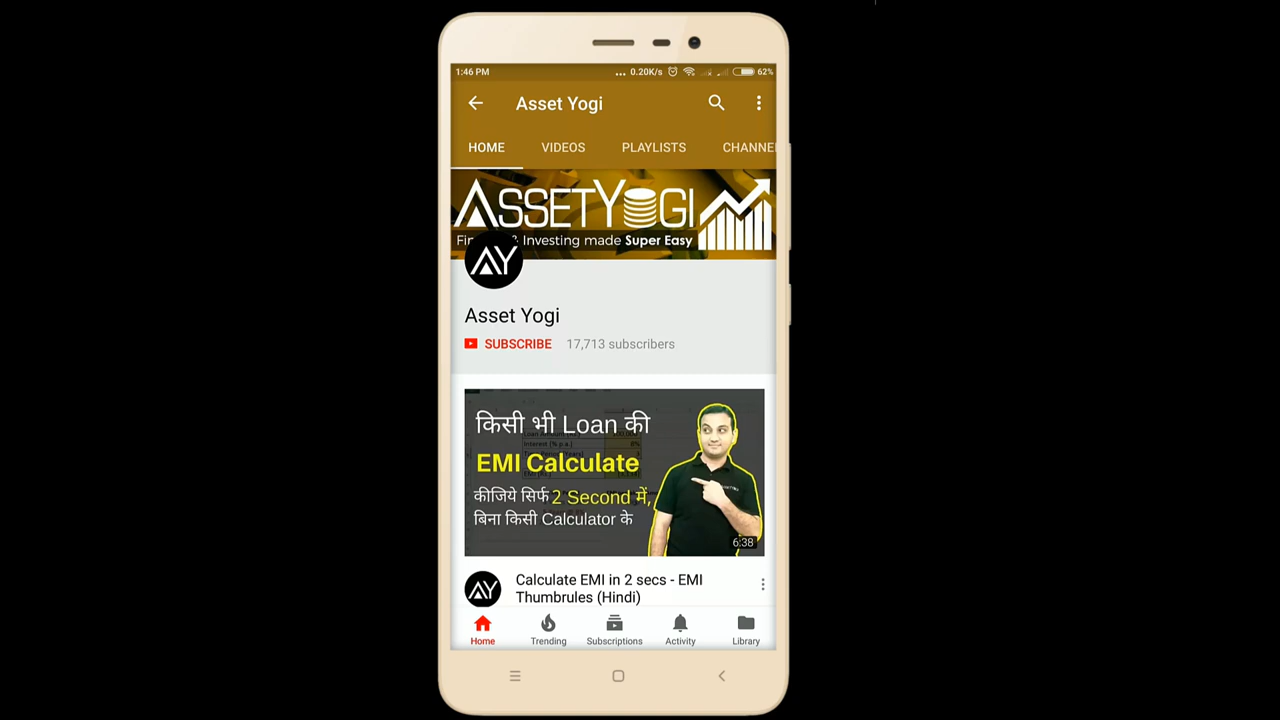 1:46 PM
... 0.20K/s
62%
Asset Yogi
HOME
VIDEOS
PLAYLISTS
CHANNE
ASSETYOGI
& Investing made Super Easy
AY
Asset Yogi
SUBSCRIBE 17,713 subscribers
किसी भी Loan की
EMI Calculate
कीजिये सिर्फ 2 Second में,
बिना किसी Calculator के
6:38
AY
Calculate EMI in 2 secs - EMI
Thumbrules (Hindi)
Home
Trending
Subscriptions
Activity
Library